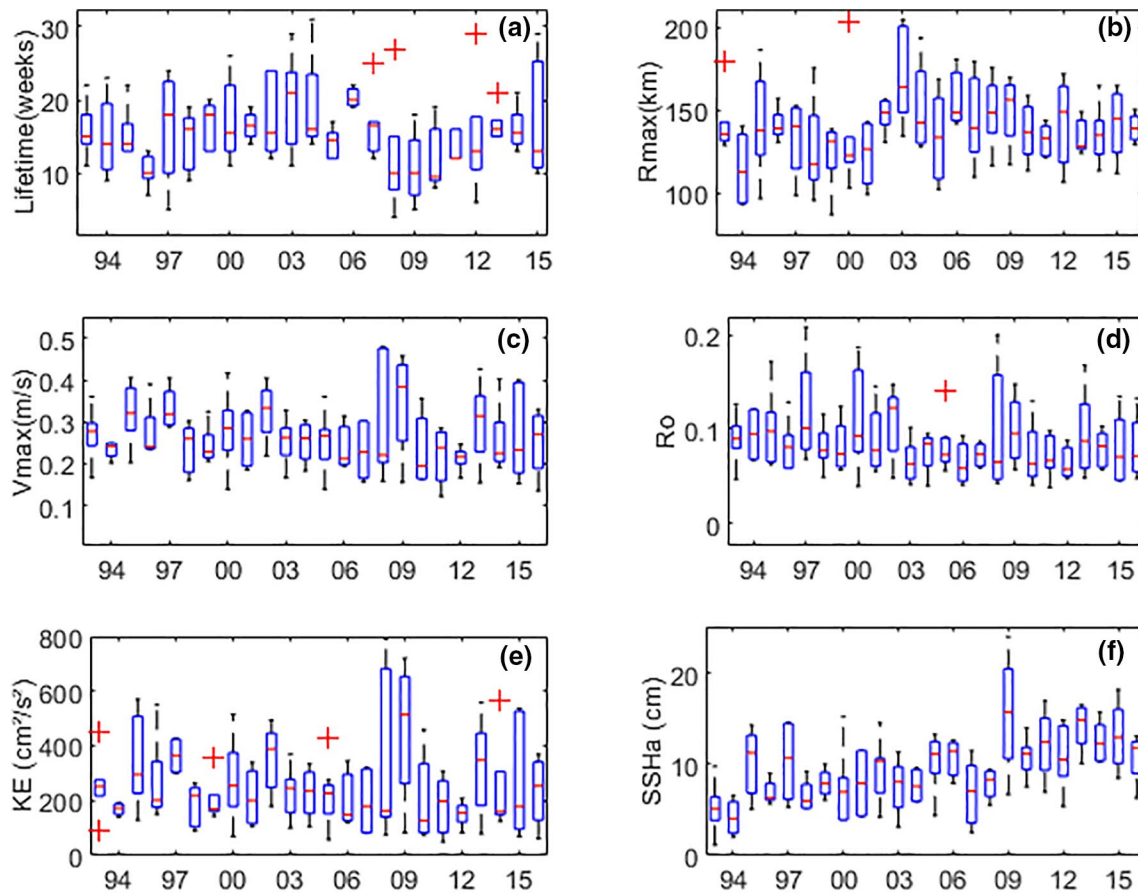 (a)
Lifetime(weeks)
30
20
10
94 97 00 03 06 09 12 15
(b)
Rmax(km)
200
150
100
94 97 00 03 06 09 12 15
(c)
Vmax(m/s)
0.5
0.4
0.3
0.2
0.1
94 97 00 03 06 09 12 15
(d)
Ro
0.2
0.1
0
94 97 00 03 06 09 12 15
(e)
KE (cm²/s²)
800
600
400
200
0
94 97 00 03 06 09 12 15
(f)
SSHa (cm)
20
10
0
94 97 00 03 06 09 12 15